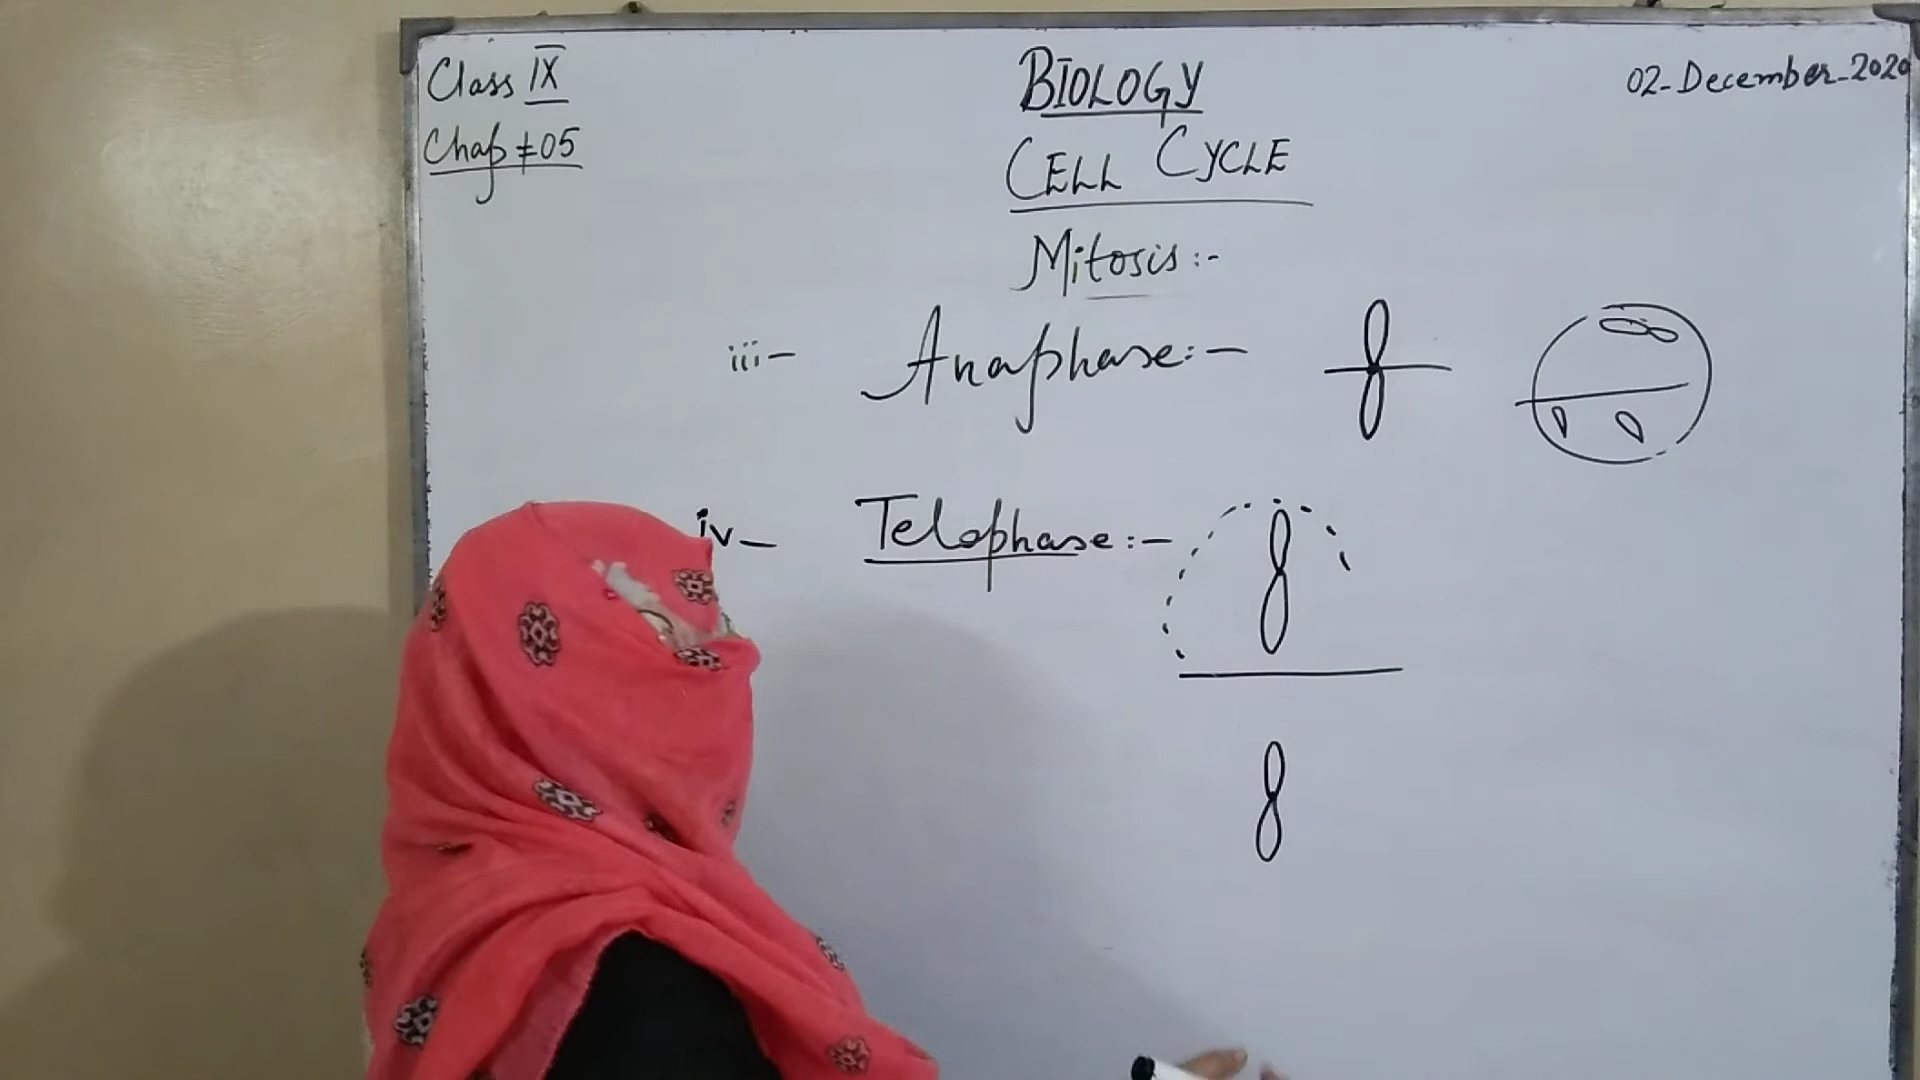 Class IX
Chap # 05
BIOLOGY
02-December-2020
CELL CYCLE
Mitosis:-
iii- Anaphase:-
iv- Telophase:-